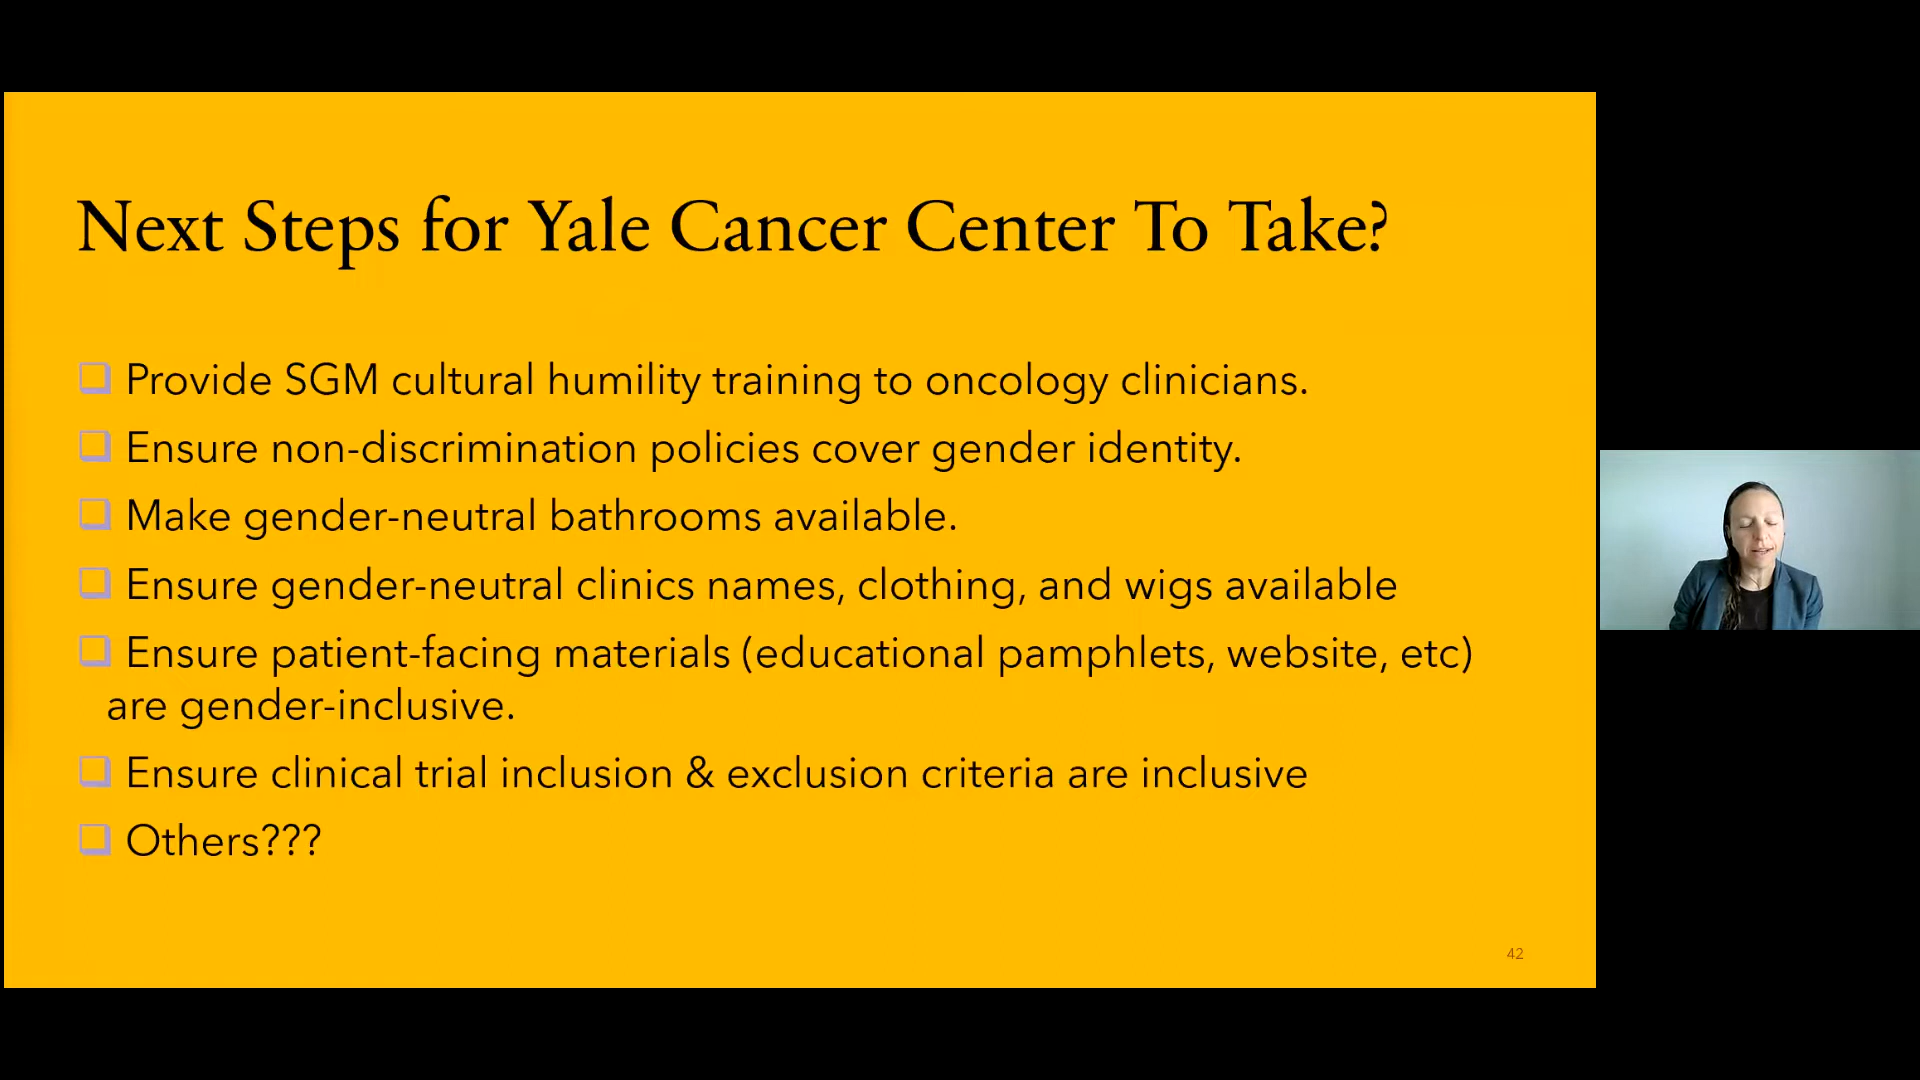 Next Steps for Yale Cancer Center To Take?
Provide SGM cultural humility training to oncology clinicians.
Ensure non-discrimination policies cover gender identity.
Make gender-neutral bathrooms available.
Ensure gender-neutral clinics names, clothing, and wigs available
Ensure patient-facing materials (educational pamphlets, website, etc)
are gender-inclusive.
Ensure clinical trial inclusion & exclusion criteria are inclusive
Others???
42